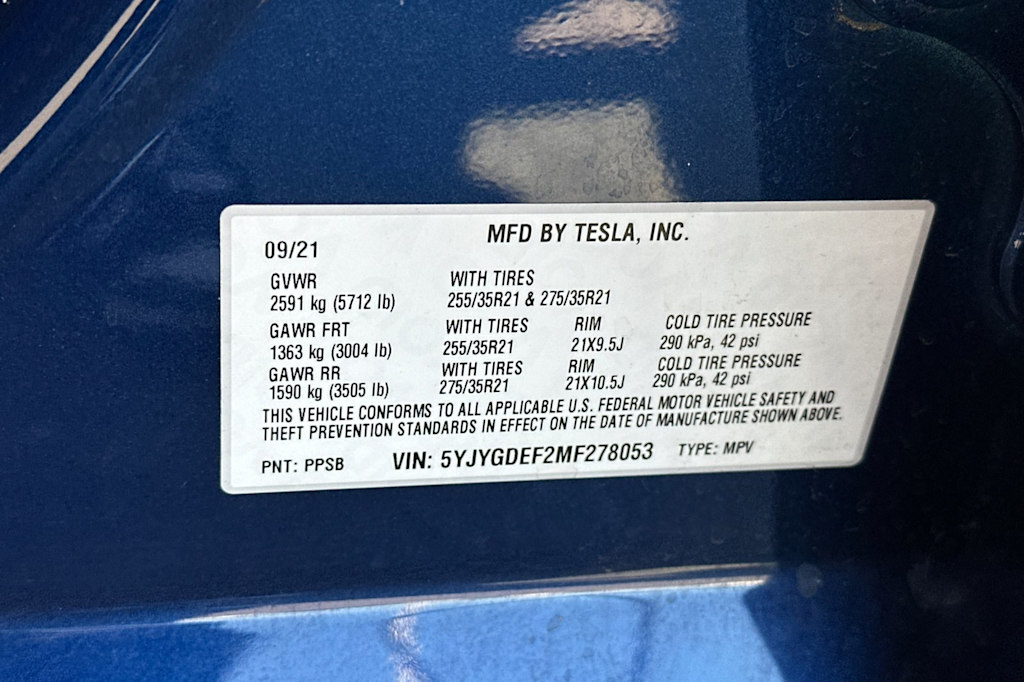 MFD BY TESLA, INC.
09/21
GVWR WITH TIRES
2591 kg (5712 lb) 255/35R21 & 275/35R21
GAWR FRT WITH TIRES RIM COLD TIRE PRESSURE
1363 kg (3004 lb) 255/35R21 21X9.5J 290 kPa, 42 psi
GAWR RR WITH TIRES RIM COLD TIRE PRESSURE
1590 kg (3505 lb) 275/35R21 21X10.5J 290 kPa, 42 psi
THIS VEHICLE CONFORMS TO ALL APPLICABLE U.S. FEDERAL MOTOR VEHICLE SAFETY AND
THEFT PREVENTION STANDARDS IN EFFECT ON THE DATE OF MANUFACTURE SHOWN ABOVE.
PNT: PPSB VIN: 5YJYGDEF2MF278053 TYPE: MPV